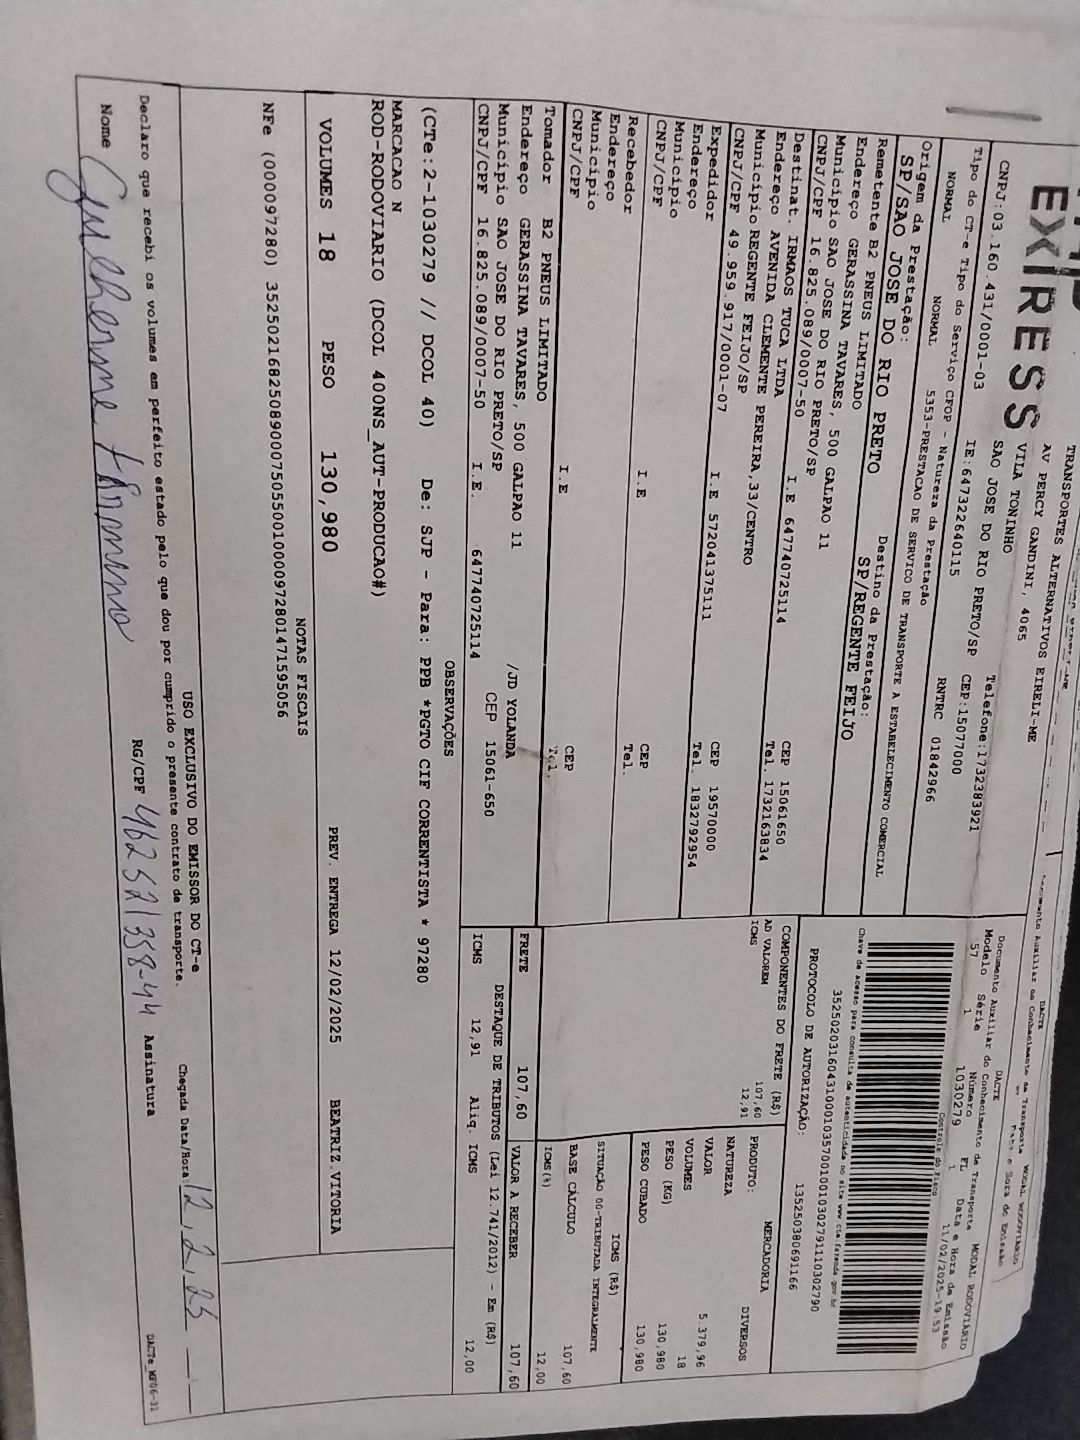 EXPRESS
TRANSPORTES ALTERNATIVOS EIRELI-ME
AV PERCY GANDINI, 4065
VILA TONINHO
SAO JOSE DO RIO PRETO/SP Telefone:1732383921
CNPJ:03.160.431/0001-03 IE:647322640115 CEP:15077000
Tipo do CT-e Tipo do Serviço CFOP - Natureza da Prestação RNTRC 01842966
NORMAL NORMAL 5353-PRESTACAO DE SERVICO DE TRANSPORTE A ESTABELECIMENTO COMERCIAL
Origem da Prestação: Destino da Prestação:
SP/SAO JOSE DO RIO PRETO SP/REGENTE FEIJO
Remetente B2 PNEUS LIMITADO
Endereço GERASSINA TAVARES, 500 GALPAO 11 CEP 15061650
Município SAO JOSE DO RIO PRETO/SP Tel. 1732163834
CNPJ/CPF 16.825.089/0007-50 I.E 647740725114
Destinat. IRMAOS TUCA LTDA
Endereço AVENIDA CLEMENTE PEREIRA,33/CENTRO CEP 19570000
Município REGENTE FEIJO/SP Tel. 1832792954
CNPJ/CPF 49.959.917/0001-07 I.E 572041375111
Expedidor
Endereço
Município CEP
CNPJ/CPF I.E Tel.
Recebedor
Endereço
Município CEP
CNPJ/CPF I.E Tel.
Tomador B2 PNEUS LIMITADO
Endereço GERASSINA TAVARES, 500 GALPAO 11 /JD YOLANDA
Município SAO JOSE DO RIO PRETO/SP CEP 15061-650
CNPJ/CPF 16.825.089/0007-50 I.E. 647740725114
DACTE
Documento Auxiliar do Conhecimento de Transporte MODAL RODOVIÁRIO
Modelo Série Número FL Data e Hora de Emissão
57 1 1030279 1 11/02/2025-19:53
Controle do Fisco
Chave de acesso para consulta de autenticidade no site www.cte.fazenda.gov.br
35250203160431000103570010010302791110302790
PROTOCOLO DE AUTORIZAÇÃO: 135250380691166
COMPONENTES DO FRETE (R$)
AD VALOREM 107,60
ICMS 12,91
PRODUTO: MERCADORIA
NATUREZA DIVERSOS
VALOR 5.379,96
VOLUMES 18
PESO (KG) 130,980
PESO CUBADO 130,980
ICMS (R$)
SITUAÇÃO 00-TRIBUTADA INTEGRALMENTE
BASE CÁLCULO 107,60
ICMS(%) 12,00
FRETE 107,60 VALOR A RECEBER 107,60
DESTAQUE DE TRIBUTOS (Lei 12.741/2012) - Em (R$)
ICMS 12,91 Aliq. ICMS 12,00
OBSERVAÇÕES
(CTe:2-1030279 // DCOL 40) De: SJP - Para: PPB *PGTO CIF CORRENTISTA * 97280
MARCACAO N
ROD-RODOVIARIO (DCOL 400NS_AUT-PRODUCAO#)
VOLUMES 18 PESO 130,980 PREV. ENTREGA 12/02/2025 BEATRIZ.VITORIA
NOTAS FISCAIS
NFe (000097280) 35250216825089000750550010000972801471595056
USO EXCLUSIVO DO EMISSOR DO CT-e
Declaro que recebi os volumes em perfeito estado pelo que dou por cumprido o presente contrato de transporte. Chegada Data/Hora 12,2,25
Nome Guilherme RG/CPF Assinatura
DACTe_MP06-31